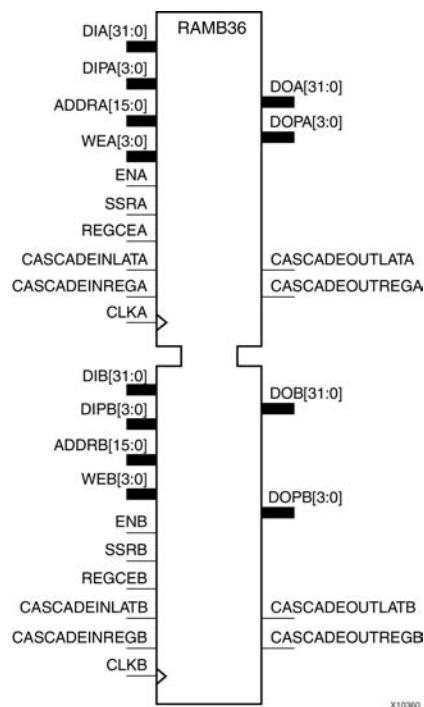 RAMB36
DIA[31:0]
DIPA[3:0]
ADDRA[15:0]
WEA[3:0]
ENA
SSRA
REGCEA
CASCADEINLATA
CASCADEINREGA
CLKA
DOA[31:0]
DOPA[3:0]
CASCADEOUTLATA
CASCADEOUTREGA
DIB[31:0]
DIPB[3:0]
ADDRB[15:0]
WEB[3:0]
ENB
SSRB
REGCEB
CASCADEINLATB
CASCADEINREGB
CLKB
DOB[31:0]
DOPB[3:0]
CASCADEOUTLATB
CASCADEOUTREGB
X10360